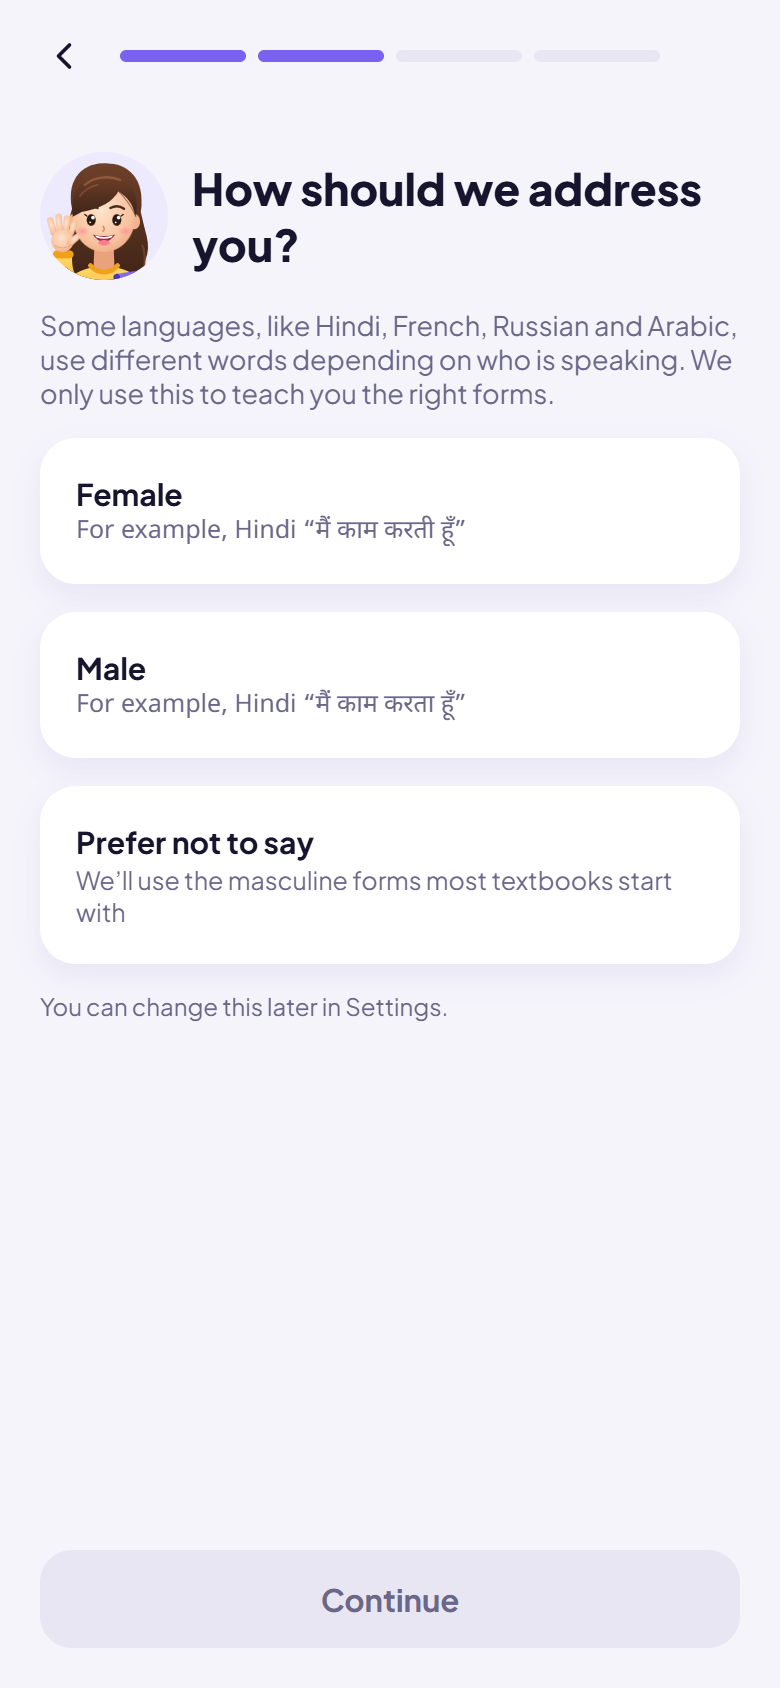 How should we address
you?
Some languages, like Hindi, French, Russian and Arabic,
use different words depending on who is speaking. We
only use this to teach you the right forms.
Female
For example, Hindi “मैं काम करती हूँ”
Male
For example, Hindi “मैं काम करता हूँ”
Prefer not to say
We’ll use the masculine forms most textbooks start
with
You can change this later in Settings.
Continue